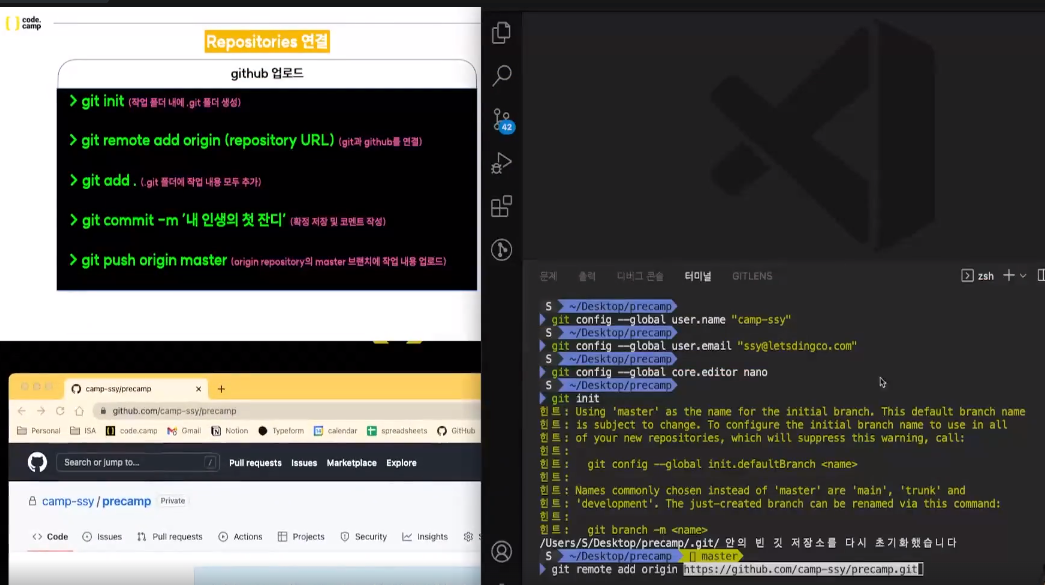 code.
camp
Repositories 연결
github 업로드
> git init (작업 폴더 내에 .git 폴더 생성)
> git remote add origin (repository URL) (git과 github를 연결)
> git add . (.git 폴더에 작업 내용 모두 추가)
> git commit -m '내 인생의 첫 잔디' (확정 저장 및 코멘트 작성)
> git push origin master (origin repository의 master 브랜치에 작업 내용 업로드)
camp-ssy/precamp
github.com/camp-ssy/precamp
Personal ISA code.camp Gmail Notion Typeform calendar spreadsheets GitHub
Search or jump to... / Pull requests Issues Marketplace Explore
camp-ssy / precamp Private
<> Code Issues Pull requests Actions Projects Security Insights S
42
문제 출력 디버그 콘솔 터미널 GITLENS zsh
S ~/Desktop/precamp
git config --global user.name "camp-ssy"
S ~/Desktop/precamp
git config --global user.email "ssy@letsdingco.com"
S ~/Desktop/precamp
git config --global core.editor nano
S ~/Desktop/precamp
git init
힌트: Using 'master' as the name for the initial branch. This default branch name
힌트: is subject to change. To configure the initial branch name to use in all
힌트: of your new repositories, which will suppress this warning, call:
힌트:
힌트: git config --global init.defaultBranch <name>
힌트:
힌트: Names commonly chosen instead of 'master' are 'main', 'trunk' and
힌트: 'development'. The just-created branch can be renamed via this command:
힌트:
힌트: git branch -m <name>
/Users/S/Desktop/precamp/.git/ 안의 빈 깃 저장소를 다시 초기화했습니다
S ~/Desktop/precamp master
git remote add origin https://github.com/camp-ssy/precamp.git